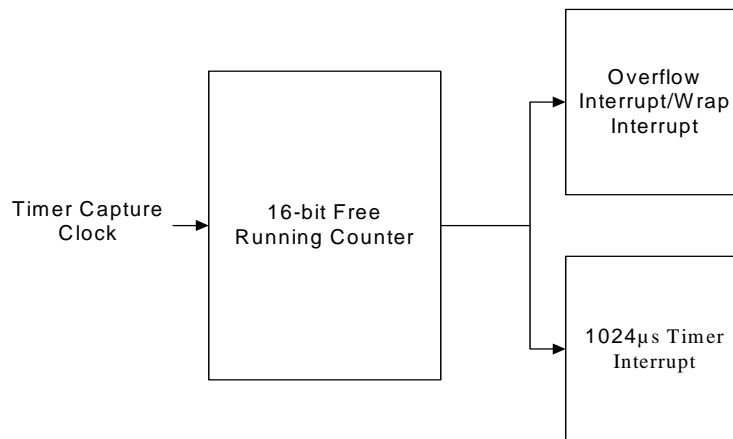 Overflow
Interrupt/Wrap
Interrupt
Timer Capture
Clock
16-bit Free
Running Counter
1024µs Timer
Interrupt